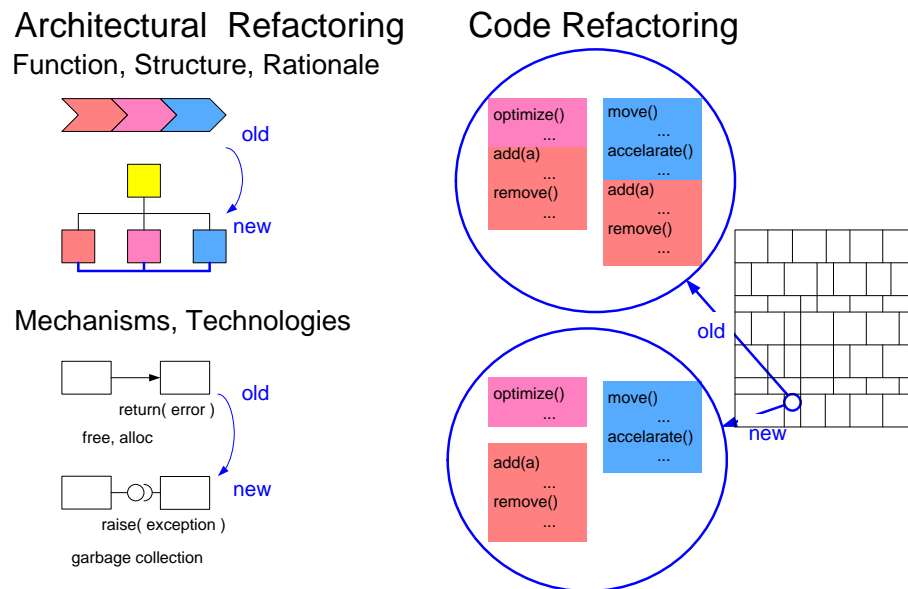 Architectural  Refactoring
Function, Structure, Rationale
old
new
Mechanisms, Technologies
return( error )
free, alloc
old
new
raise( exception )
garbage collection
Code Refactoring
optimize()
...
add(a)
...
remove()
...
move()
...
accelarate()
...
add(a)
...
remove()
...
old
new
optimize()
...
add(a)
...
remove()
...
move()
...
accelarate()
...